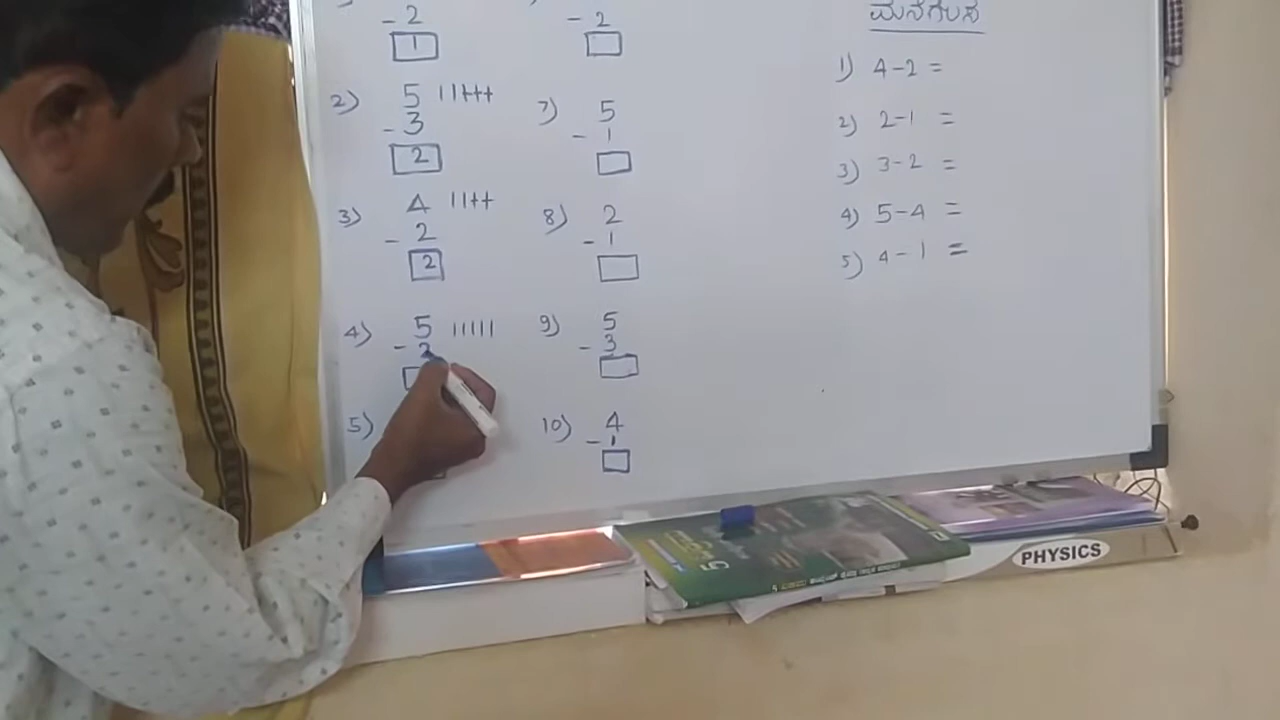 - 2
1
2) 5 ||+++
- 3
2
3) 4 ||++
- 2
2
4) 5 |||||
- 2
5)
- 2
7) 5
- 1
8) 2
- 1
9) 5
- 3
10) 4
- 1
ಮನೆಗೆಲಸ
1) 4-2 =
2) 2-1 =
3) 3-2 =
4) 5-4 =
5) 4-1 =
5
PHYSICS